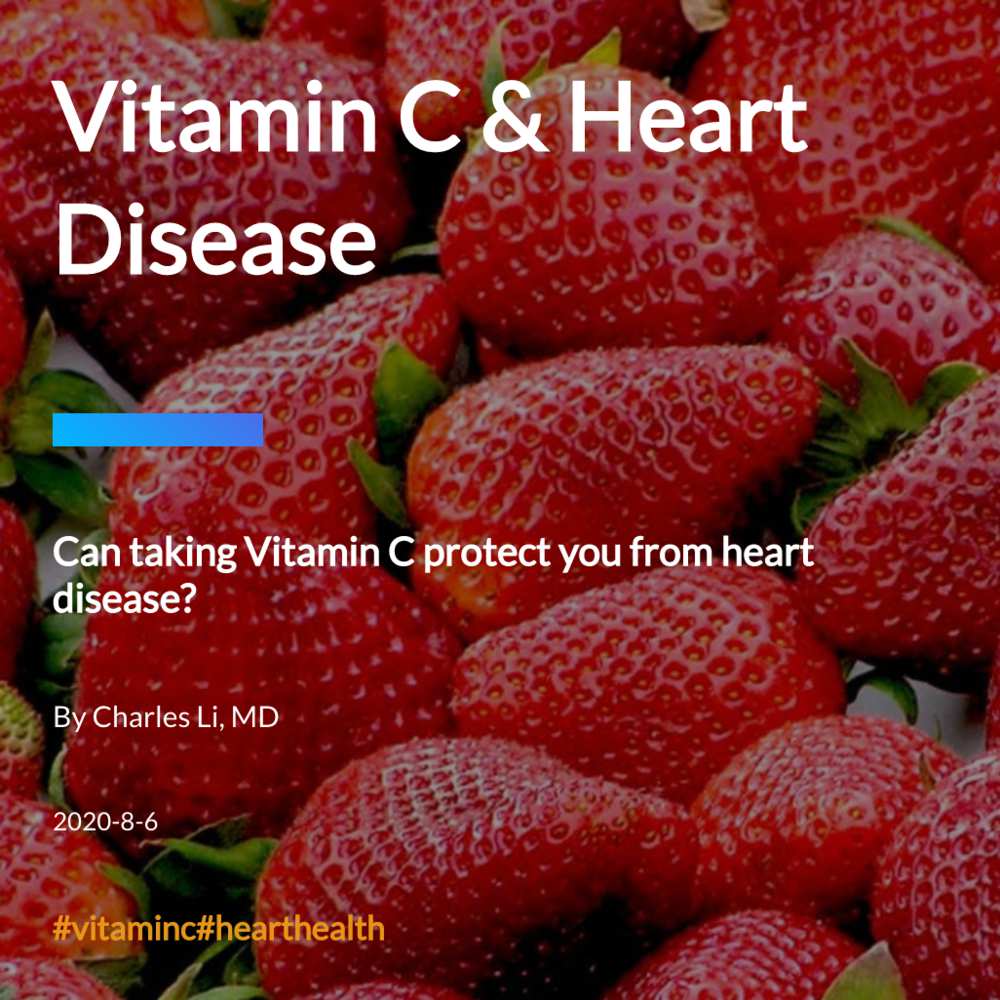 Vitamin C & Heart
Disease
Can taking Vitamin C protect you from heart
disease?
By Charles Li, MD
2020-8-6
#vitaminc#hearthealth